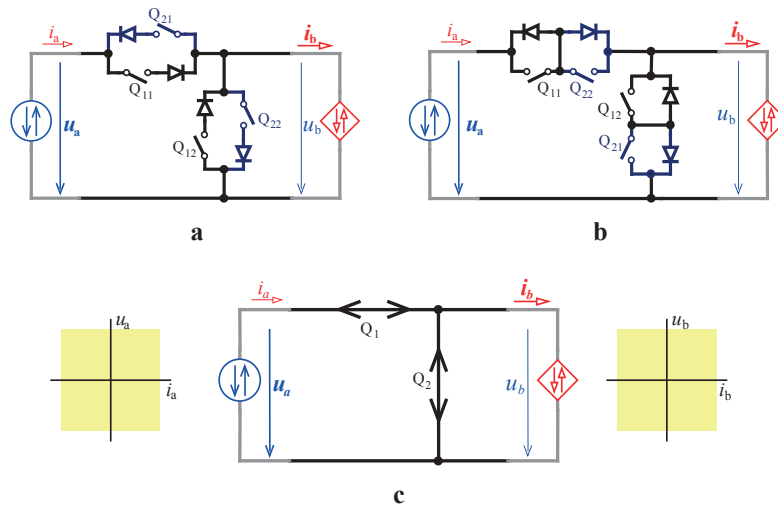 i_a Q_21 i_b
Q_11
u_a Q_12 Q_22 u_b
a
i_a i_b
Q_11 Q_22
Q_12
u_a Q_21 u_b
b
i_a i_b
u_a Q_1 u_b
i_a u_a Q_2 u_b i_b
c